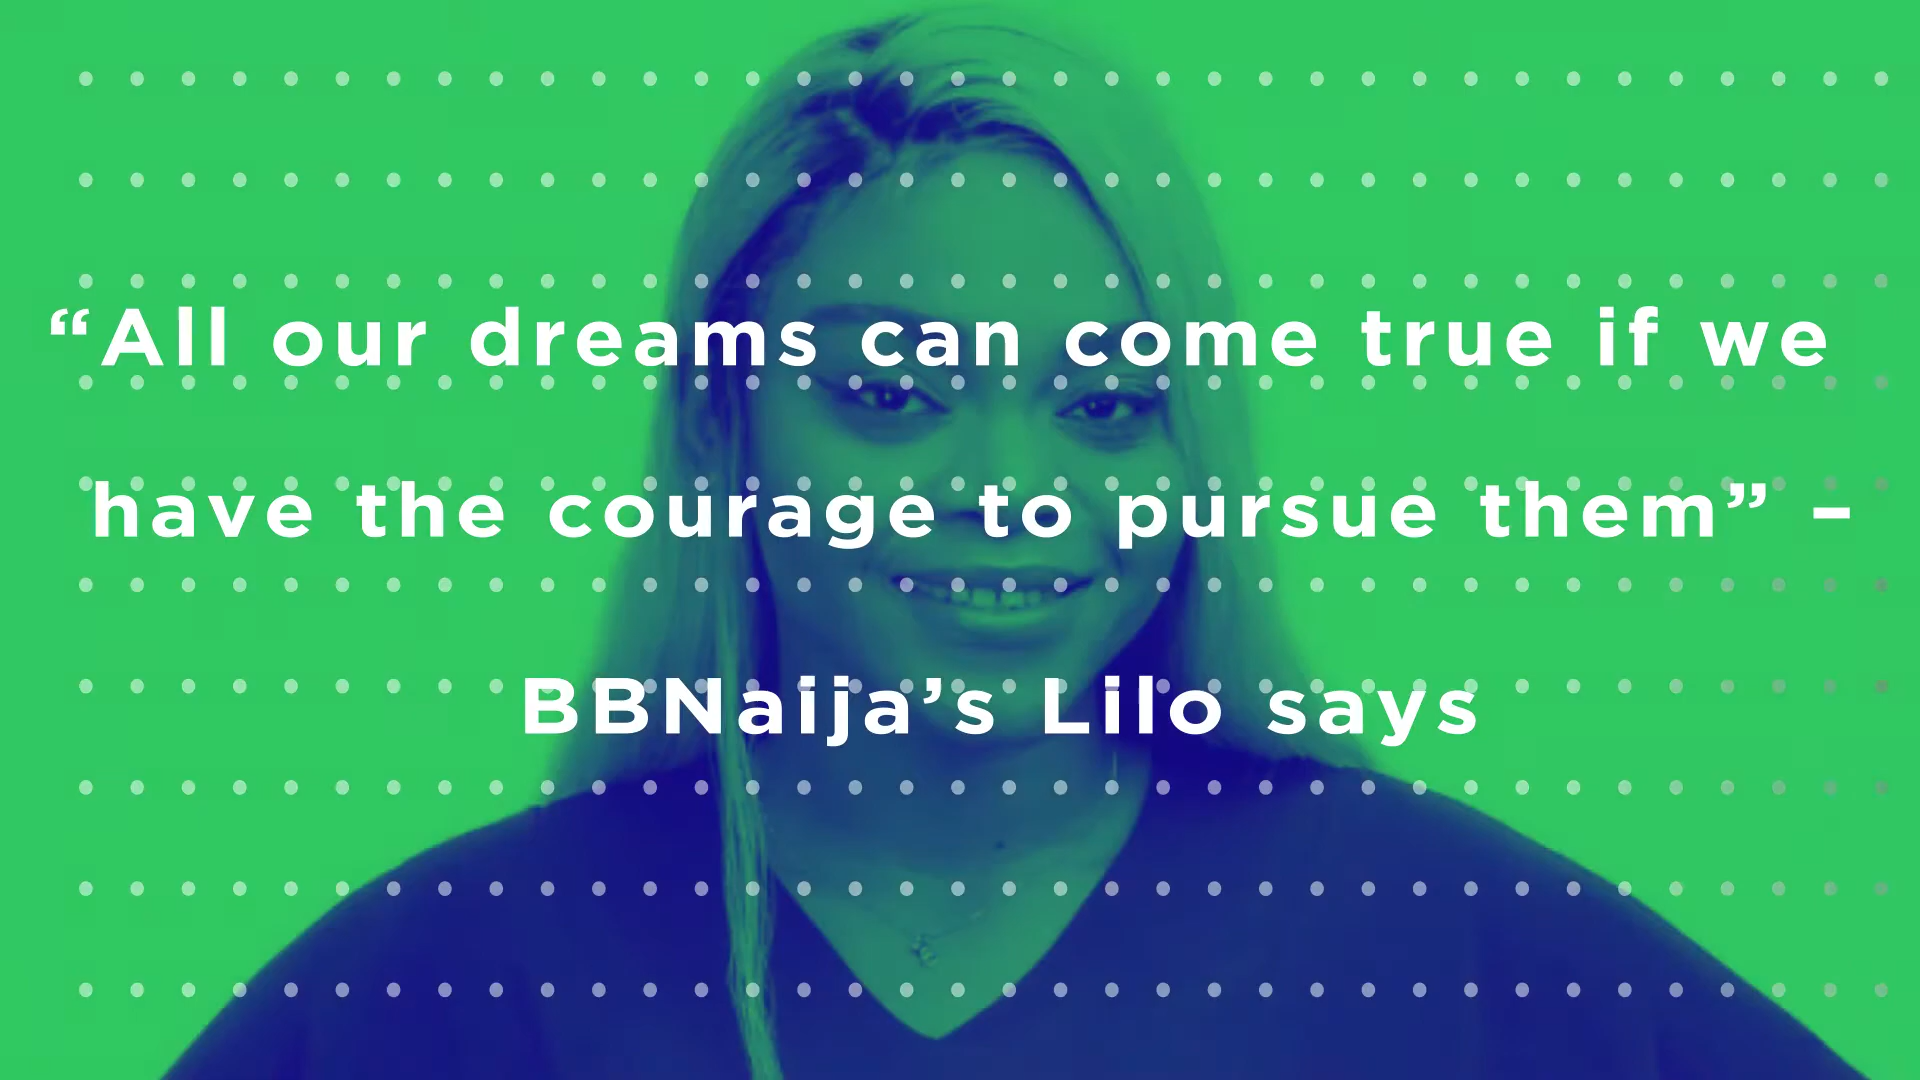 “All our dreams can come true if we
have the courage to pursue them” –
BBNaija’s Lilo says